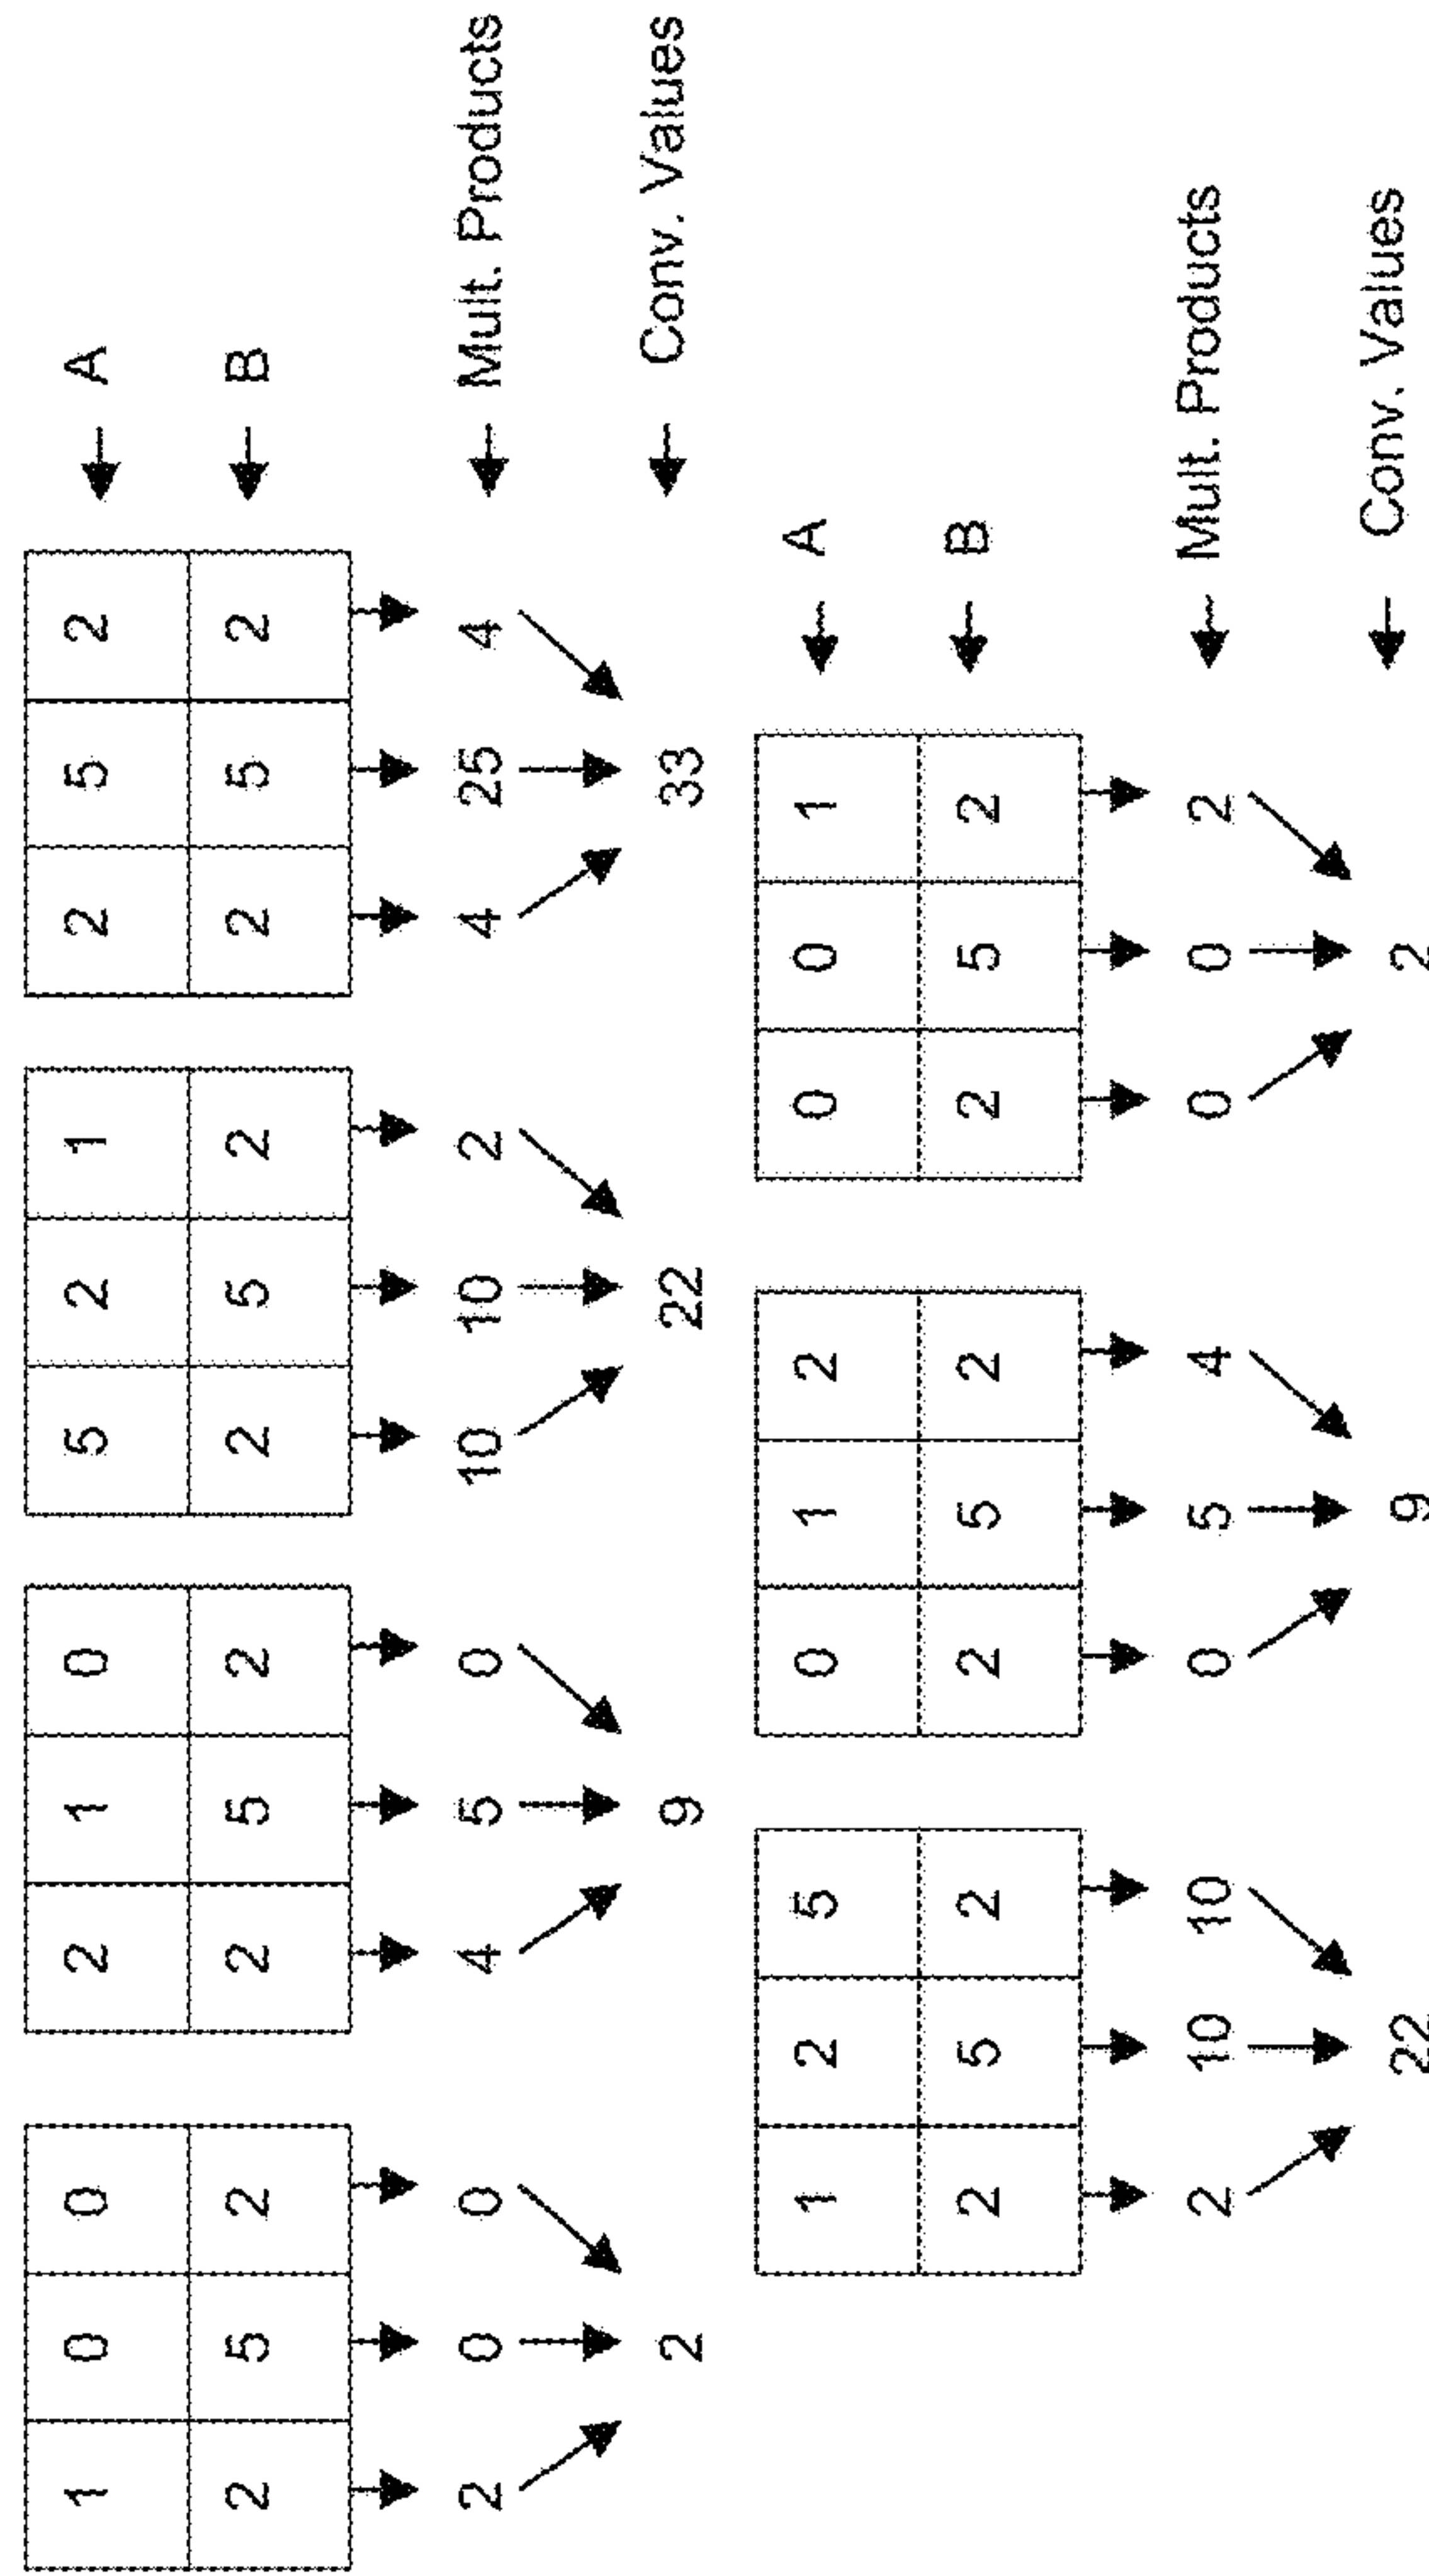 1 0 0 2 1 0 5 2 1 2 5 2 A
2 5 2 2 5 2 2 5 2 2 5 2 B
2 0 0 4 5 0 10 10 2 4 25 4 Mult. Products
2 9 22 33 Conv. Values
1 2 5 0 1 2 0 0 1 A
2 5 2 2 5 2 2 5 2 B
2 10 10 0 5 4 0 0 2 Mult. Products
22 9 2 Conv. Values